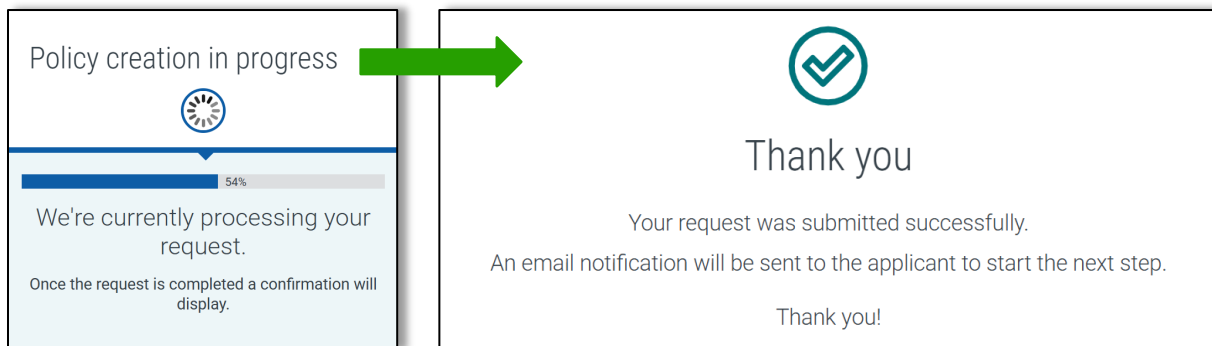 Policy creation in progress
54%
We're currently processing your
request.
Once the request is completed a confirmation will
display.
Thank you
Your request was submitted successfully.
An email notification will be sent to the applicant to start the next step.
Thank you!